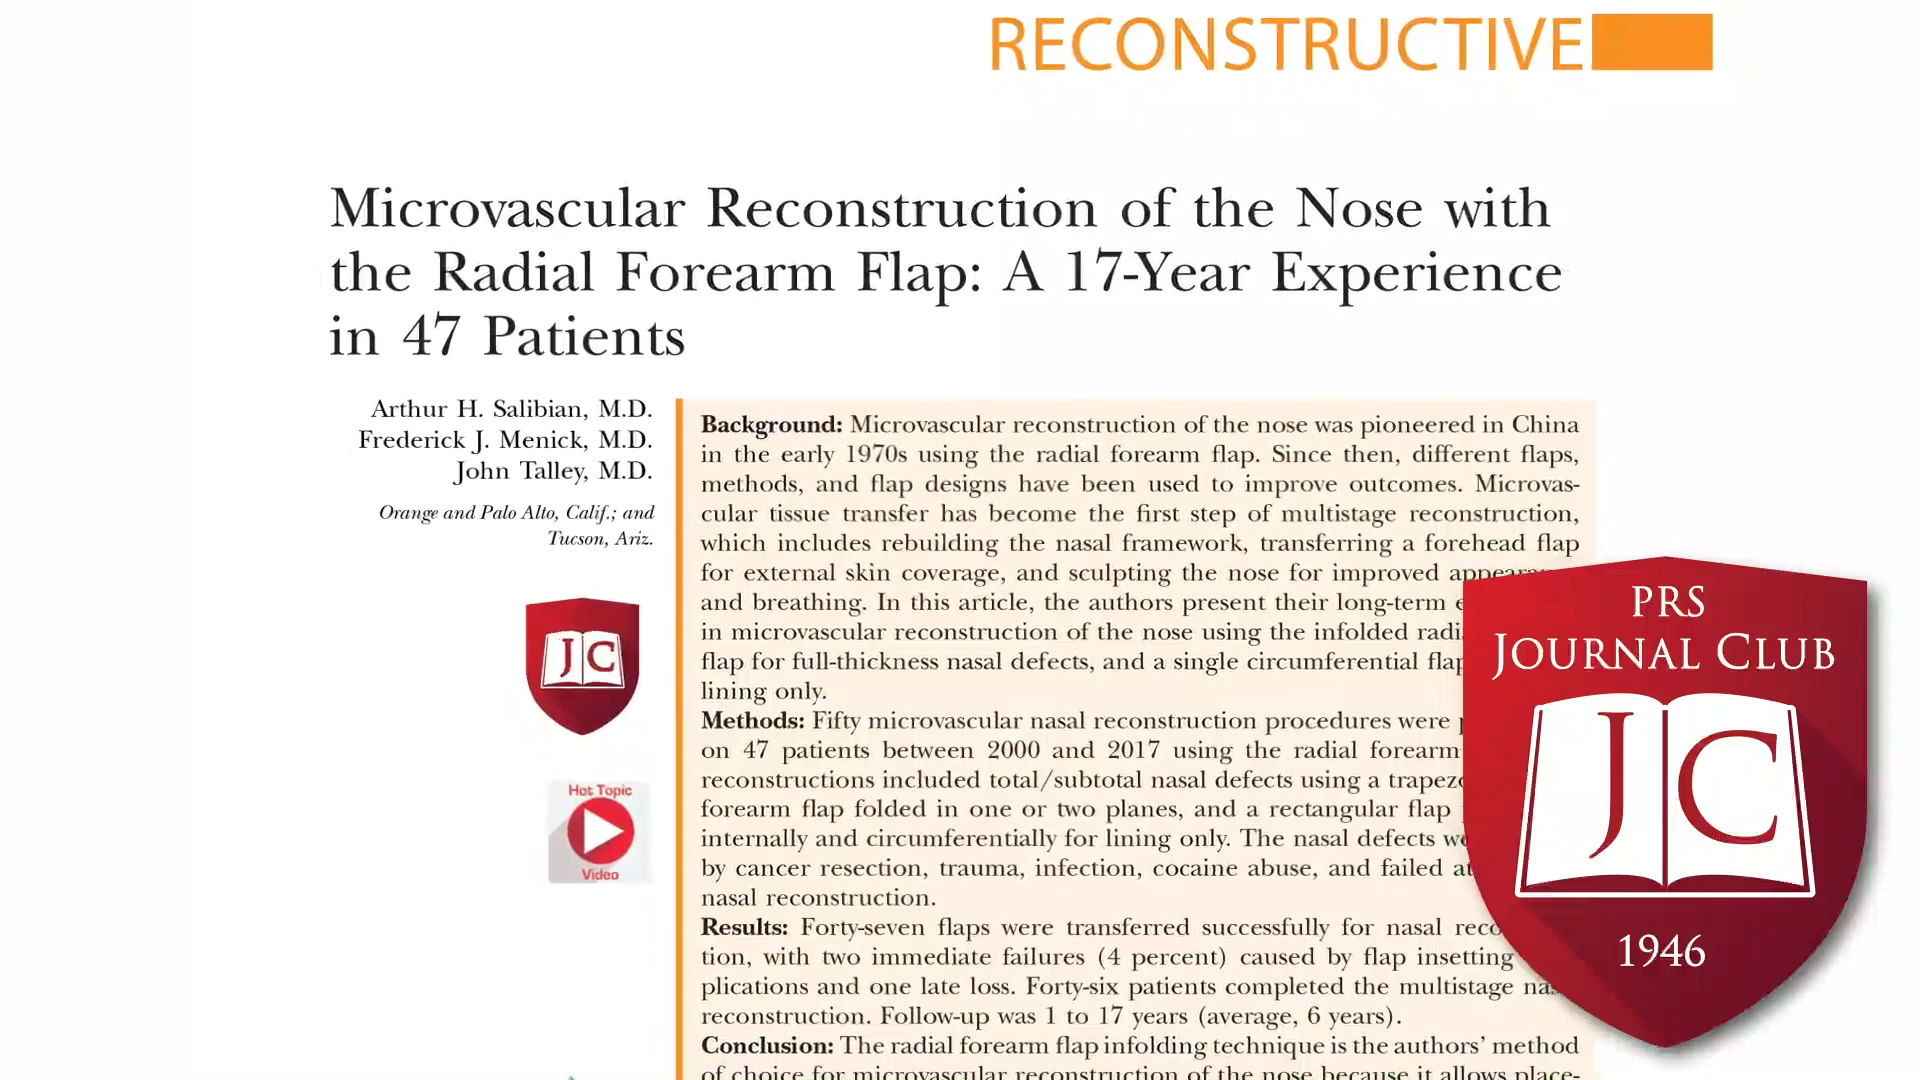 RECONSTRUCTIVE
Microvascular Reconstruction of the Nose with
the Radial Forearm Flap: A 17-Year Experience
in 47 Patients
Arthur H. Salibian, M.D.
Frederick J. Menick, M.D.
John Talley, M.D.
Orange and Palo Alto, Calif.; and
Tucson, Ariz.
JC
Hot Topic
Video
Background: Microvascular reconstruction of the nose was pioneered in China
in the early 1970s using the radial forearm flap. Since then, different flaps,
methods, and flap designs have been used to improve outcomes. Microvas-
cular tissue transfer has become the first step of multistage reconstruction,
which includes rebuilding the nasal framework, transferring a forehead flap
for external skin coverage, and sculpting the nose for improved
and breathing. In this article, the authors present their long-term
in microvascular reconstruction of the nose using the infolded
flap for full-thickness nasal defects, and a single circumferential
lining only.
Methods: Fifty microvascular nasal reconstruction procedures were
on 47 patients between 2000 and 2017 using the radial forearm
reconstructions included total/subtotal nasal defects using a
forearm flap folded in one or two planes, and a rectangular flap
internally and circumferentially for lining only. The nasal defects
by cancer resection, trauma, infection, cocaine abuse, and failed
nasal reconstruction.
Results: Forty-seven flaps were transferred successfully for nasal
tion, with two immediate failures (4 percent) caused by flap insetting
plications and one late loss. Forty-six patients completed the multistage
reconstruction. Follow-up was 1 to 17 years (average, 6 years).
Conclusion: The radial forearm flap infolding technique is the authors' method
of choice for microvascular reconstruction of the nose because it allows place-
PRS
JOURNAL CLUB
JC
1946